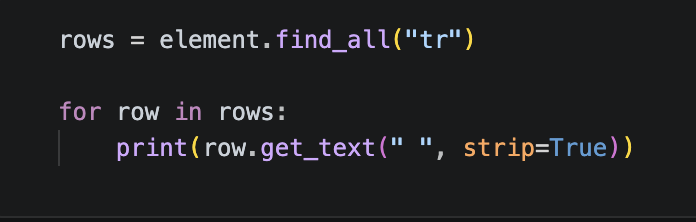 rows = element.find_all("tr")
for row in rows:
    print(row.get_text(" ", strip=True))